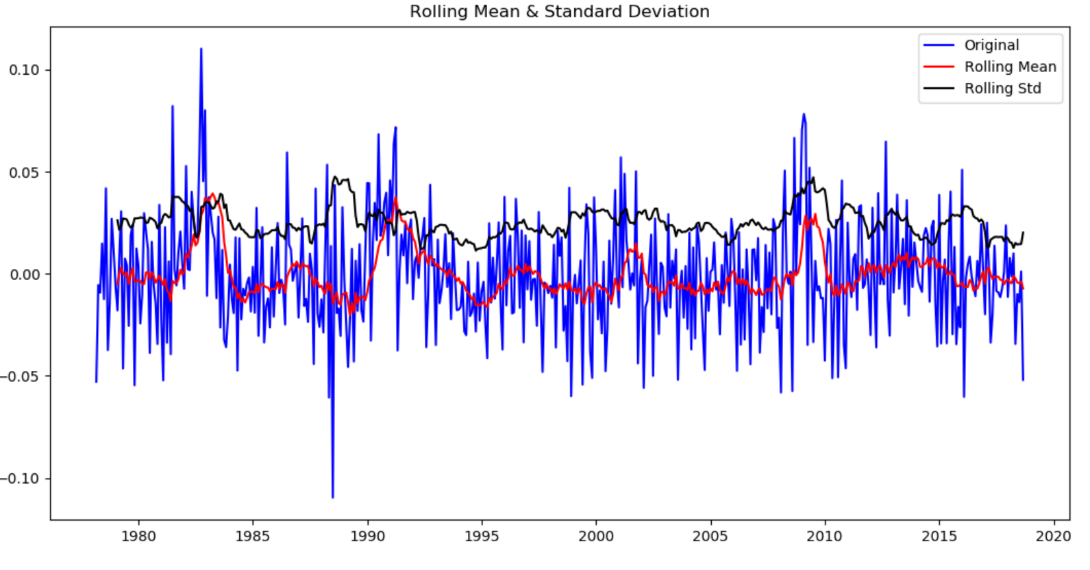 Rolling Mean & Standard Deviation
Original
Rolling Mean
Rolling Std
0.10
0.05
0.00
−0.05
−0.10
1980 1985 1990 1995 2000 2005 2010 2015 2020